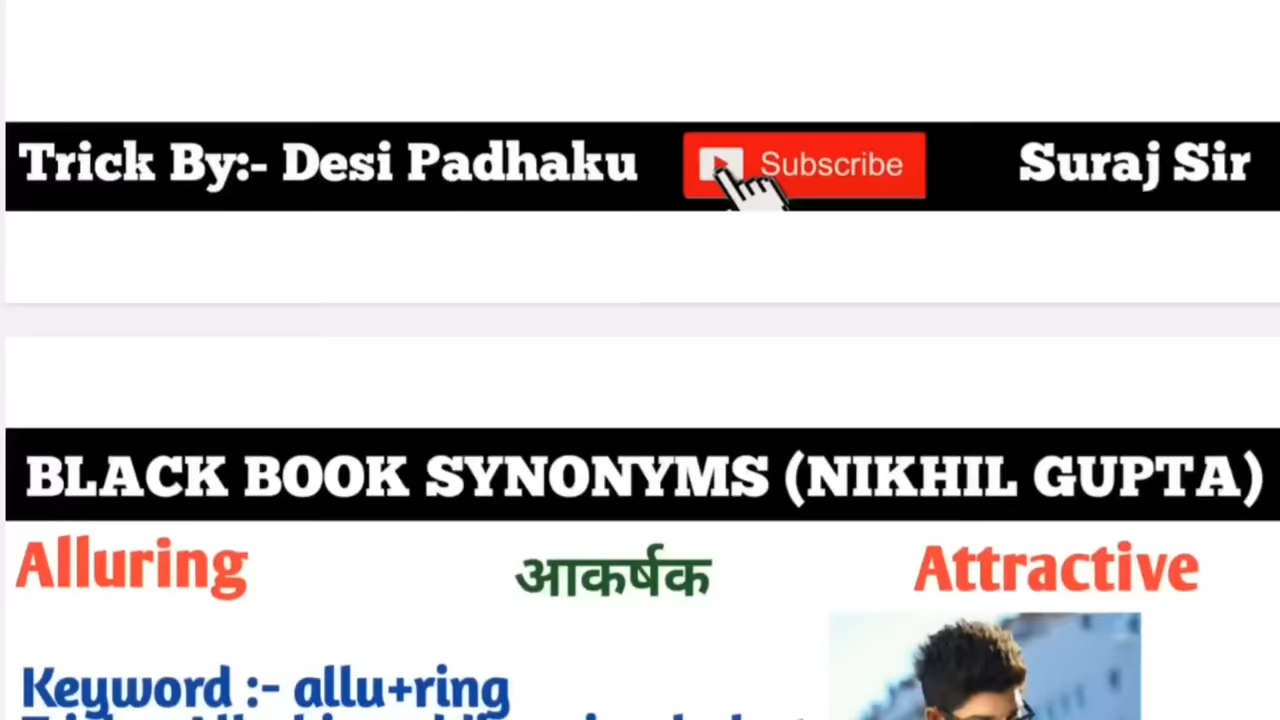 Trick By:- Desi Padhaku Subscribe Suraj Sir
BLACK BOOK SYNONYMS (NIKHIL GUPTA)
Alluring आकर्षक Attractive
Keyword :- allu+ring